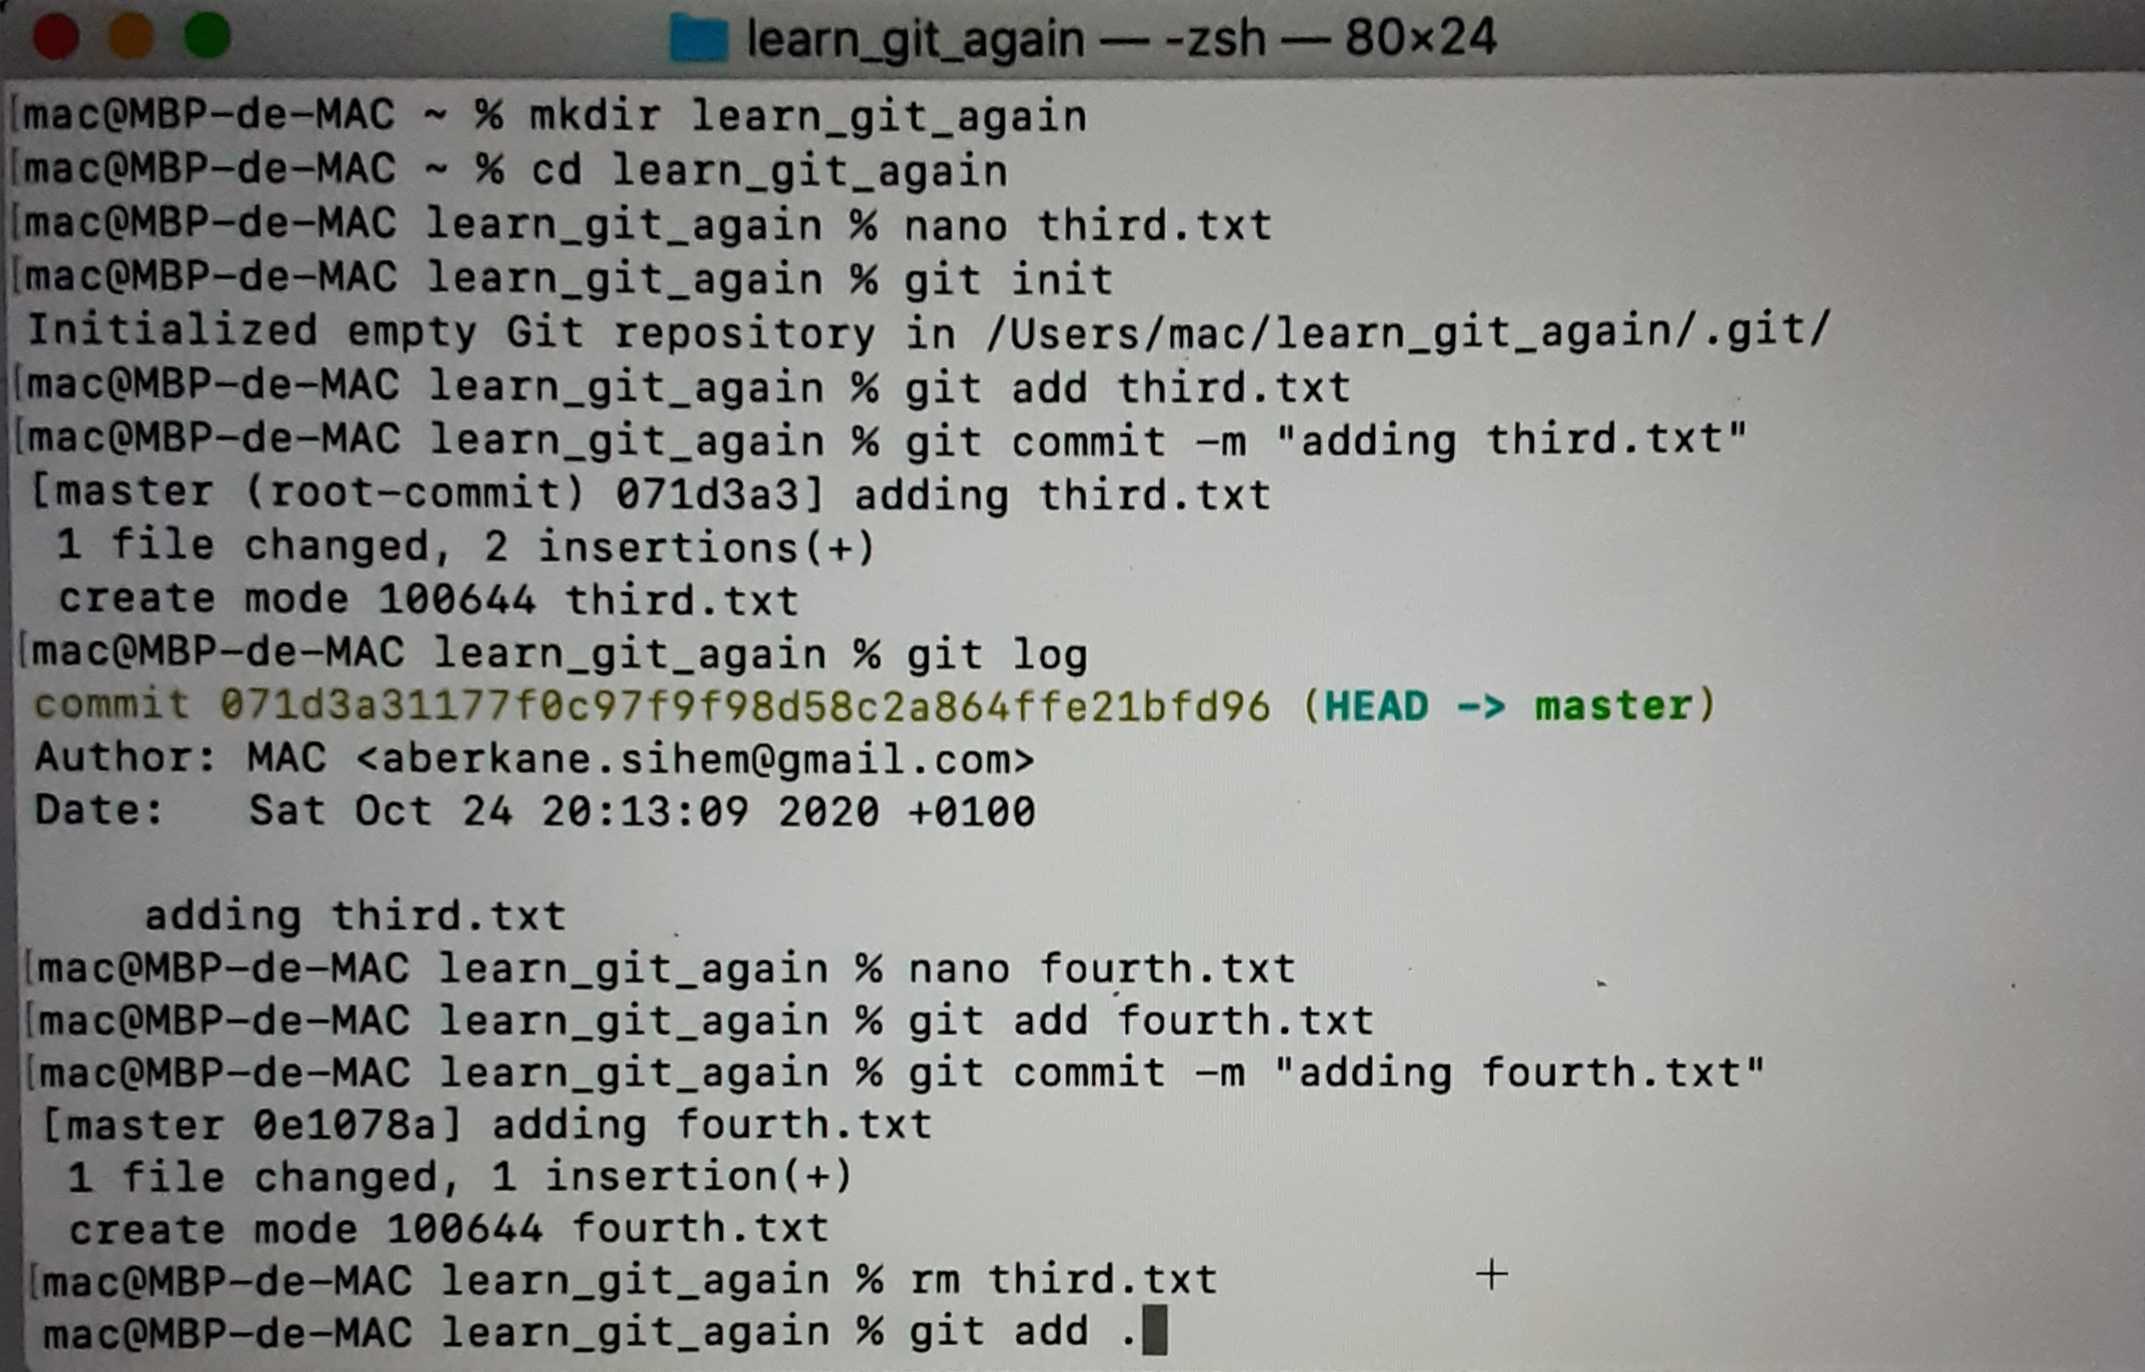 learn_git_again — -zsh — 80×24
[mac@MBP-de-MAC ~ % mkdir learn_git_again
[mac@MBP-de-MAC ~ % cd learn_git_again
[mac@MBP-de-MAC learn_git_again % nano third.txt
[mac@MBP-de-MAC learn_git_again % git init
Initialized empty Git repository in /Users/mac/learn_git_again/.git/
[mac@MBP-de-MAC learn_git_again % git add third.txt
[mac@MBP-de-MAC learn_git_again % git commit -m "adding third.txt"
[master (root-commit) 071d3a3] adding third.txt
1 file changed, 2 insertions(+)
create mode 100644 third.txt
[mac@MBP-de-MAC learn_git_again % git log
commit 071d3a31177f0c97f9f98d58c2a864ffe21bfd96 (HEAD -> master)
Author: MAC <aberkane.sihem@gmail.com>
Date:   Sat Oct 24 20:13:09 2020 +0100
adding third.txt
[mac@MBP-de-MAC learn_git_again % nano fourth.txt
[mac@MBP-de-MAC learn_git_again % git add fourth.txt
[mac@MBP-de-MAC learn_git_again % git commit -m "adding fourth.txt"
[master 0e1078a] adding fourth.txt
1 file changed, 1 insertion(+)
create mode 100644 fourth.txt
[mac@MBP-de-MAC learn_git_again % rm third.txt
mac@MBP-de-MAC learn_git_again % git add .